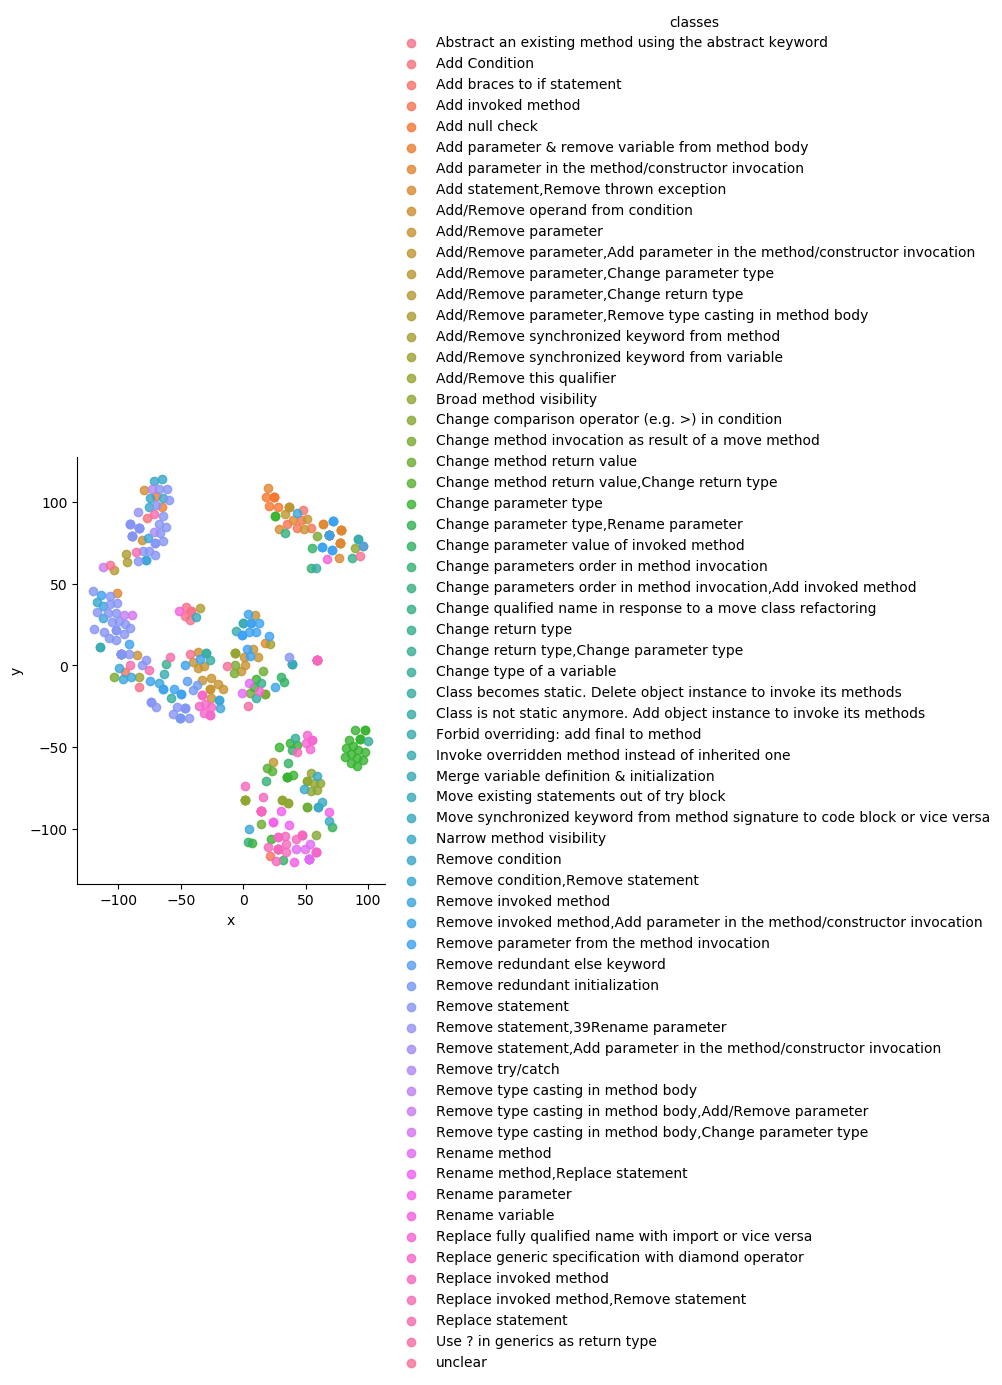 classes
Abstract an existing method using the abstract keyword
Add Condition
Add braces to if statement
Add invoked method
Add null check
Add parameter & remove variable from method body
Add parameter in the method/constructor invocation
Add statement,Remove thrown exception
Add/Remove operand from condition
Add/Remove parameter
Add/Remove parameter,Add parameter in the method/constructor invocation
Add/Remove parameter,Change parameter type
Add/Remove parameter,Change return type
Add/Remove parameter,Remove type casting in method body
Add/Remove synchronized keyword from method
Add/Remove synchronized keyword from variable
Add/Remove this qualifier
Broad method visibility
Change comparison operator (e.g. >) in condition
Change method invocation as result of a move method
Change method return value
Change method return value,Change return type
Change parameter type
Change parameter type,Rename parameter
Change parameter value of invoked method
Change parameters order in method invocation
Change parameters order in method invocation,Add invoked method
Change qualified name in response to a move class refactoring
Change return type
Change return type,Change parameter type
Change type of a variable
Class becomes static. Delete object instance to invoke its methods
Class is not static anymore. Add object instance to invoke its methods
Forbid overriding: add final to method
Invoke overridden method instead of inherited one
Merge variable definition & initialization
Move existing statements out of try block
Move synchronized keyword from method signature to code block or vice versa
Narrow method visibility
Remove condition
Remove condition,Remove statement
Remove invoked method
Remove invoked method,Add parameter in the method/constructor invocation
Remove parameter from the method invocation
Remove redundant else keyword
Remove redundant initialization
Remove statement
Remove statement,39Rename parameter
Remove statement,Add parameter in the method/constructor invocation
Remove try/catch
Remove type casting in method body
Remove type casting in method body,Add/Remove parameter
Remove type casting in method body,Change parameter type
Rename method
Rename method,Replace statement
Rename parameter
Rename variable
Replace fully qualified name with import or vice versa
Replace generic specification with diamond operator
Replace invoked method
Replace invoked method,Remove statement
Replace statement
Use ? in generics as return type
unclear
100
50
0
−50
−100
y
−100 −50 0 50 100
x